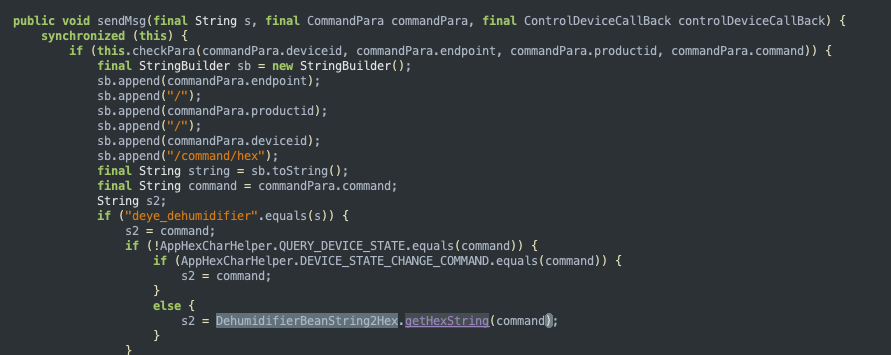 public void sendMsg(final String s, final CommandPara commandPara, final ControlDeviceCallBack controlDeviceCallBack) {
synchronized (this) {
if (this.checkPara(commandPara.deviceid, commandPara.endpoint, commandPara.productid, commandPara.command)) {
final StringBuilder sb = new StringBuilder();
sb.append(commandPara.endpoint);
sb.append("/");
sb.append(commandPara.productid);
sb.append("/");
sb.append(commandPara.deviceid);
sb.append("/command/hex");
final String string = sb.toString();
final String command = commandPara.command;
String s2;
if ("deye_dehumidifier".equals(s)) {
s2 = command;
if (!AppHexCharHelper.QUERY_DEVICE_STATE.equals(command)) {
if (AppHexCharHelper.DEVICE_STATE_CHANGE_COMMAND.equals(command)) {
s2 = command;
}
else {
s2 = DehumidifierBeanString2Hex.getHexString(command);
}
}